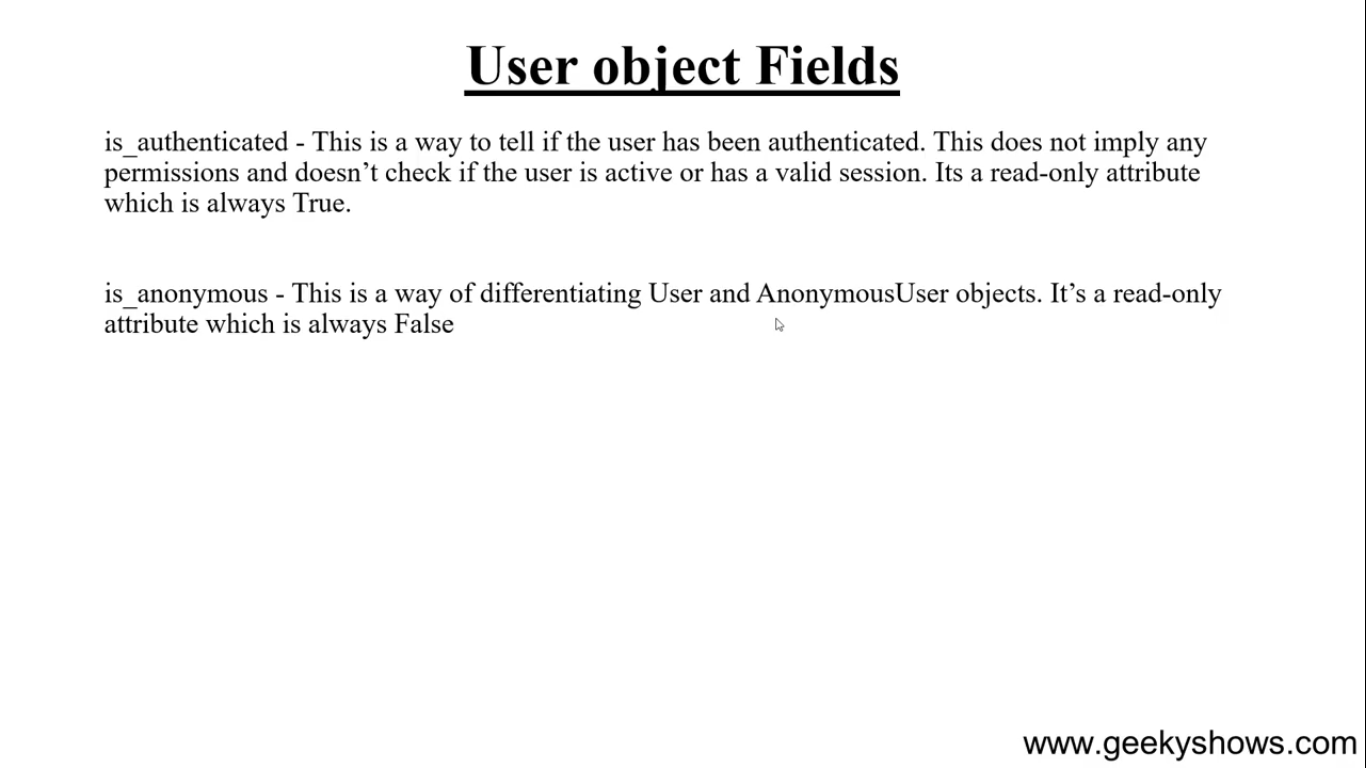 User object Fields
is_authenticated - This is a way to tell if the user has been authenticated. This does not imply any
permissions and doesn’t check if the user is active or has a valid session. Its a read-only attribute
which is always True.
is_anonymous - This is a way of differentiating User and AnonymousUser objects. It’s a read-only
attribute which is always False
www.geekyshows.com